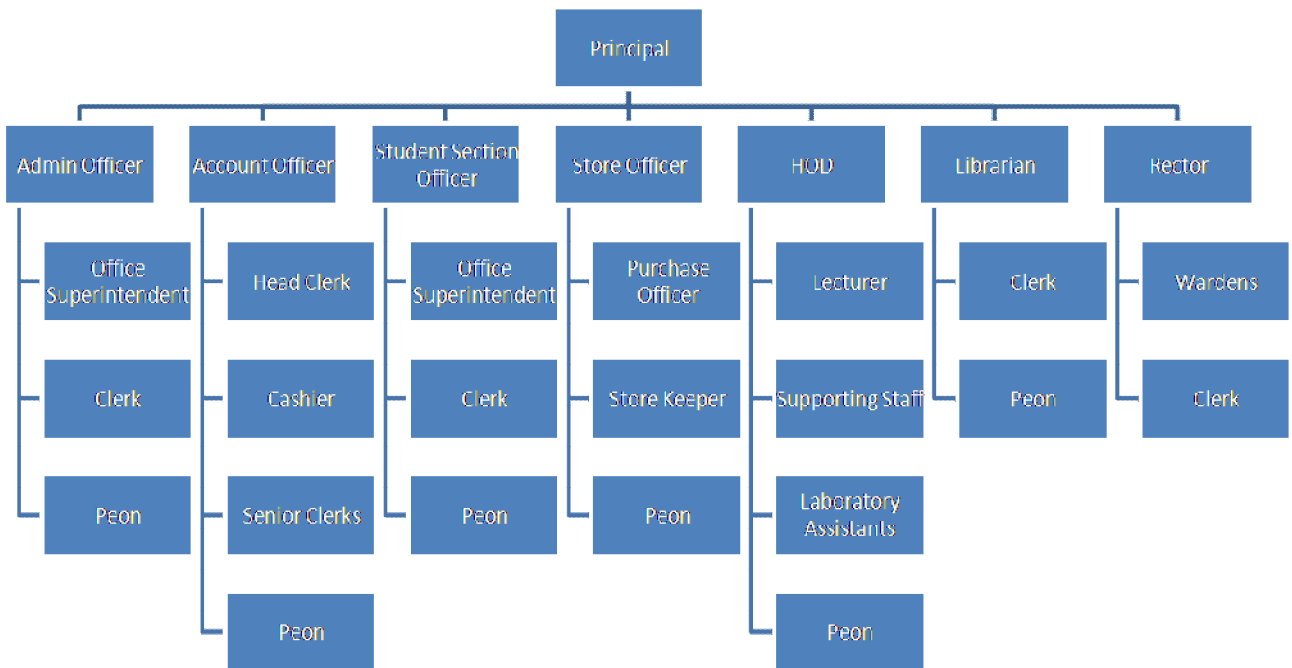 Principal
Admin Officer
Account Officer
Student Section
Officer
Store Officer
HOD
Librarian
Rector
Office
Superintendent
Clerk
Peon
Head Clerk
Cashier
Senior Clerks
Peon
Office
Superintendent
Clerk
Peon
Purchase
Officer
Store Keeper
Peon
Lecturer
Supporting Staff
Laboratory
Assistants
Peon
Clerk
Peon
Wardens
Clerk